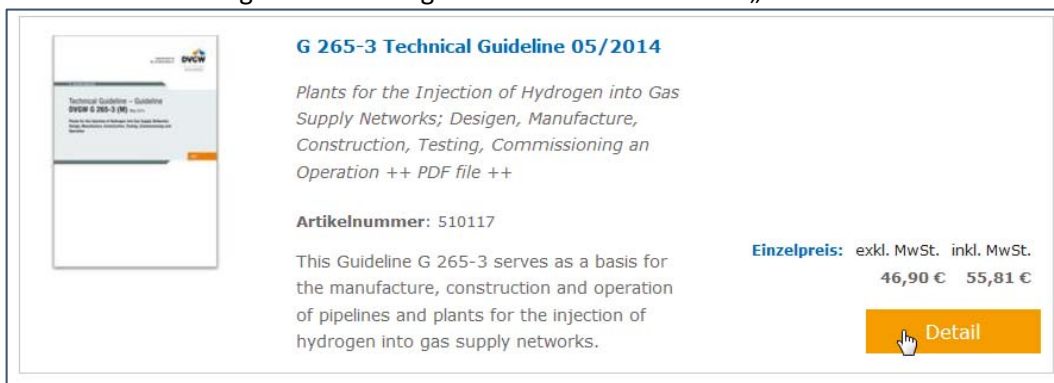 G 265-3 Technical Guideline 05/2014
Plants for the Injection of Hydrogen into Gas
Supply Networks; Desigen, Manufacture,
Construction, Testing, Commissioning an
Operation ++ PDF file ++
Artikelnummer: 510117
This Guideline G 265-3 serves as a basis for
the manufacture, construction and operation
of pipelines and plants for the injection of
hydrogen into gas supply networks.
Einzelpreis: exkl. MwSt. inkl. MwSt.
46,90 € 55,81 €
Detail
DVGW
Technical Guideline – Guideline
DVGW G 265-3 (M)